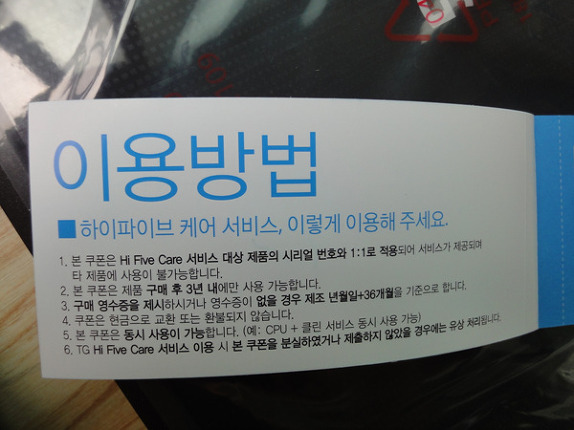 이용방법
■ 하이파이브 케어 서비스, 이렇게 이용해 주세요.
1. 본 쿠폰은 Hi Five Care 서비스 대상 제품의 시리얼 번호와 1:1로 적용되어 서비스가 제공되며
타 제품에 사용이 불가능합니다.
2. 본 쿠폰은 제품 구매 후 3년 내에만 사용 가능합니다.
3. 구매 영수증을 제시하시거나 영수증이 없을 경우 제조 년월일+36개월을 기준으로 합니다.
4. 쿠폰은 현금으로 교환 또는 환불되지 않습니다.
5. 본 쿠폰은 동시 사용이 가능합니다. (예: CPU + 클린 서비스 동시 사용 가능)
6. TG Hi Five Care 서비스 이용 시 본 쿠폰을 분실하였거나 제출하지 않았을 경우에는 유상 처리됩니다.